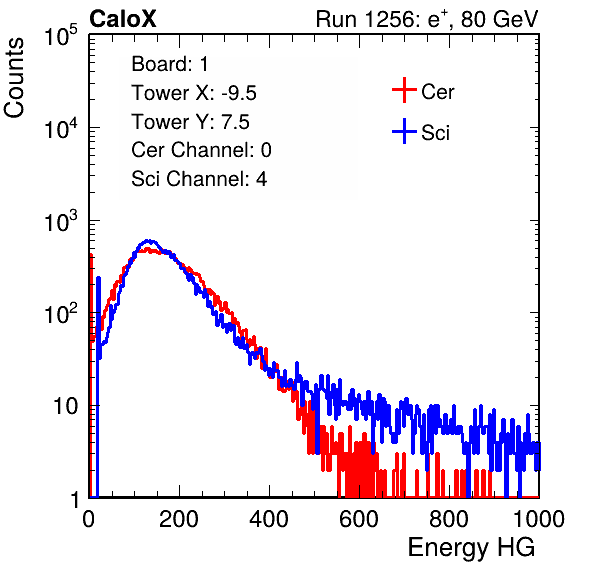 CaloX Run 1256: e⁺, 80 GeV
Counts
10⁵
10⁴
10³
10²
10
1
Board: 1
Tower X: -9.5
Tower Y: 7.5
Cer Channel: 0
Sci Channel: 4
Cer
Sci
0 200 400 600 800 1000
Energy HG